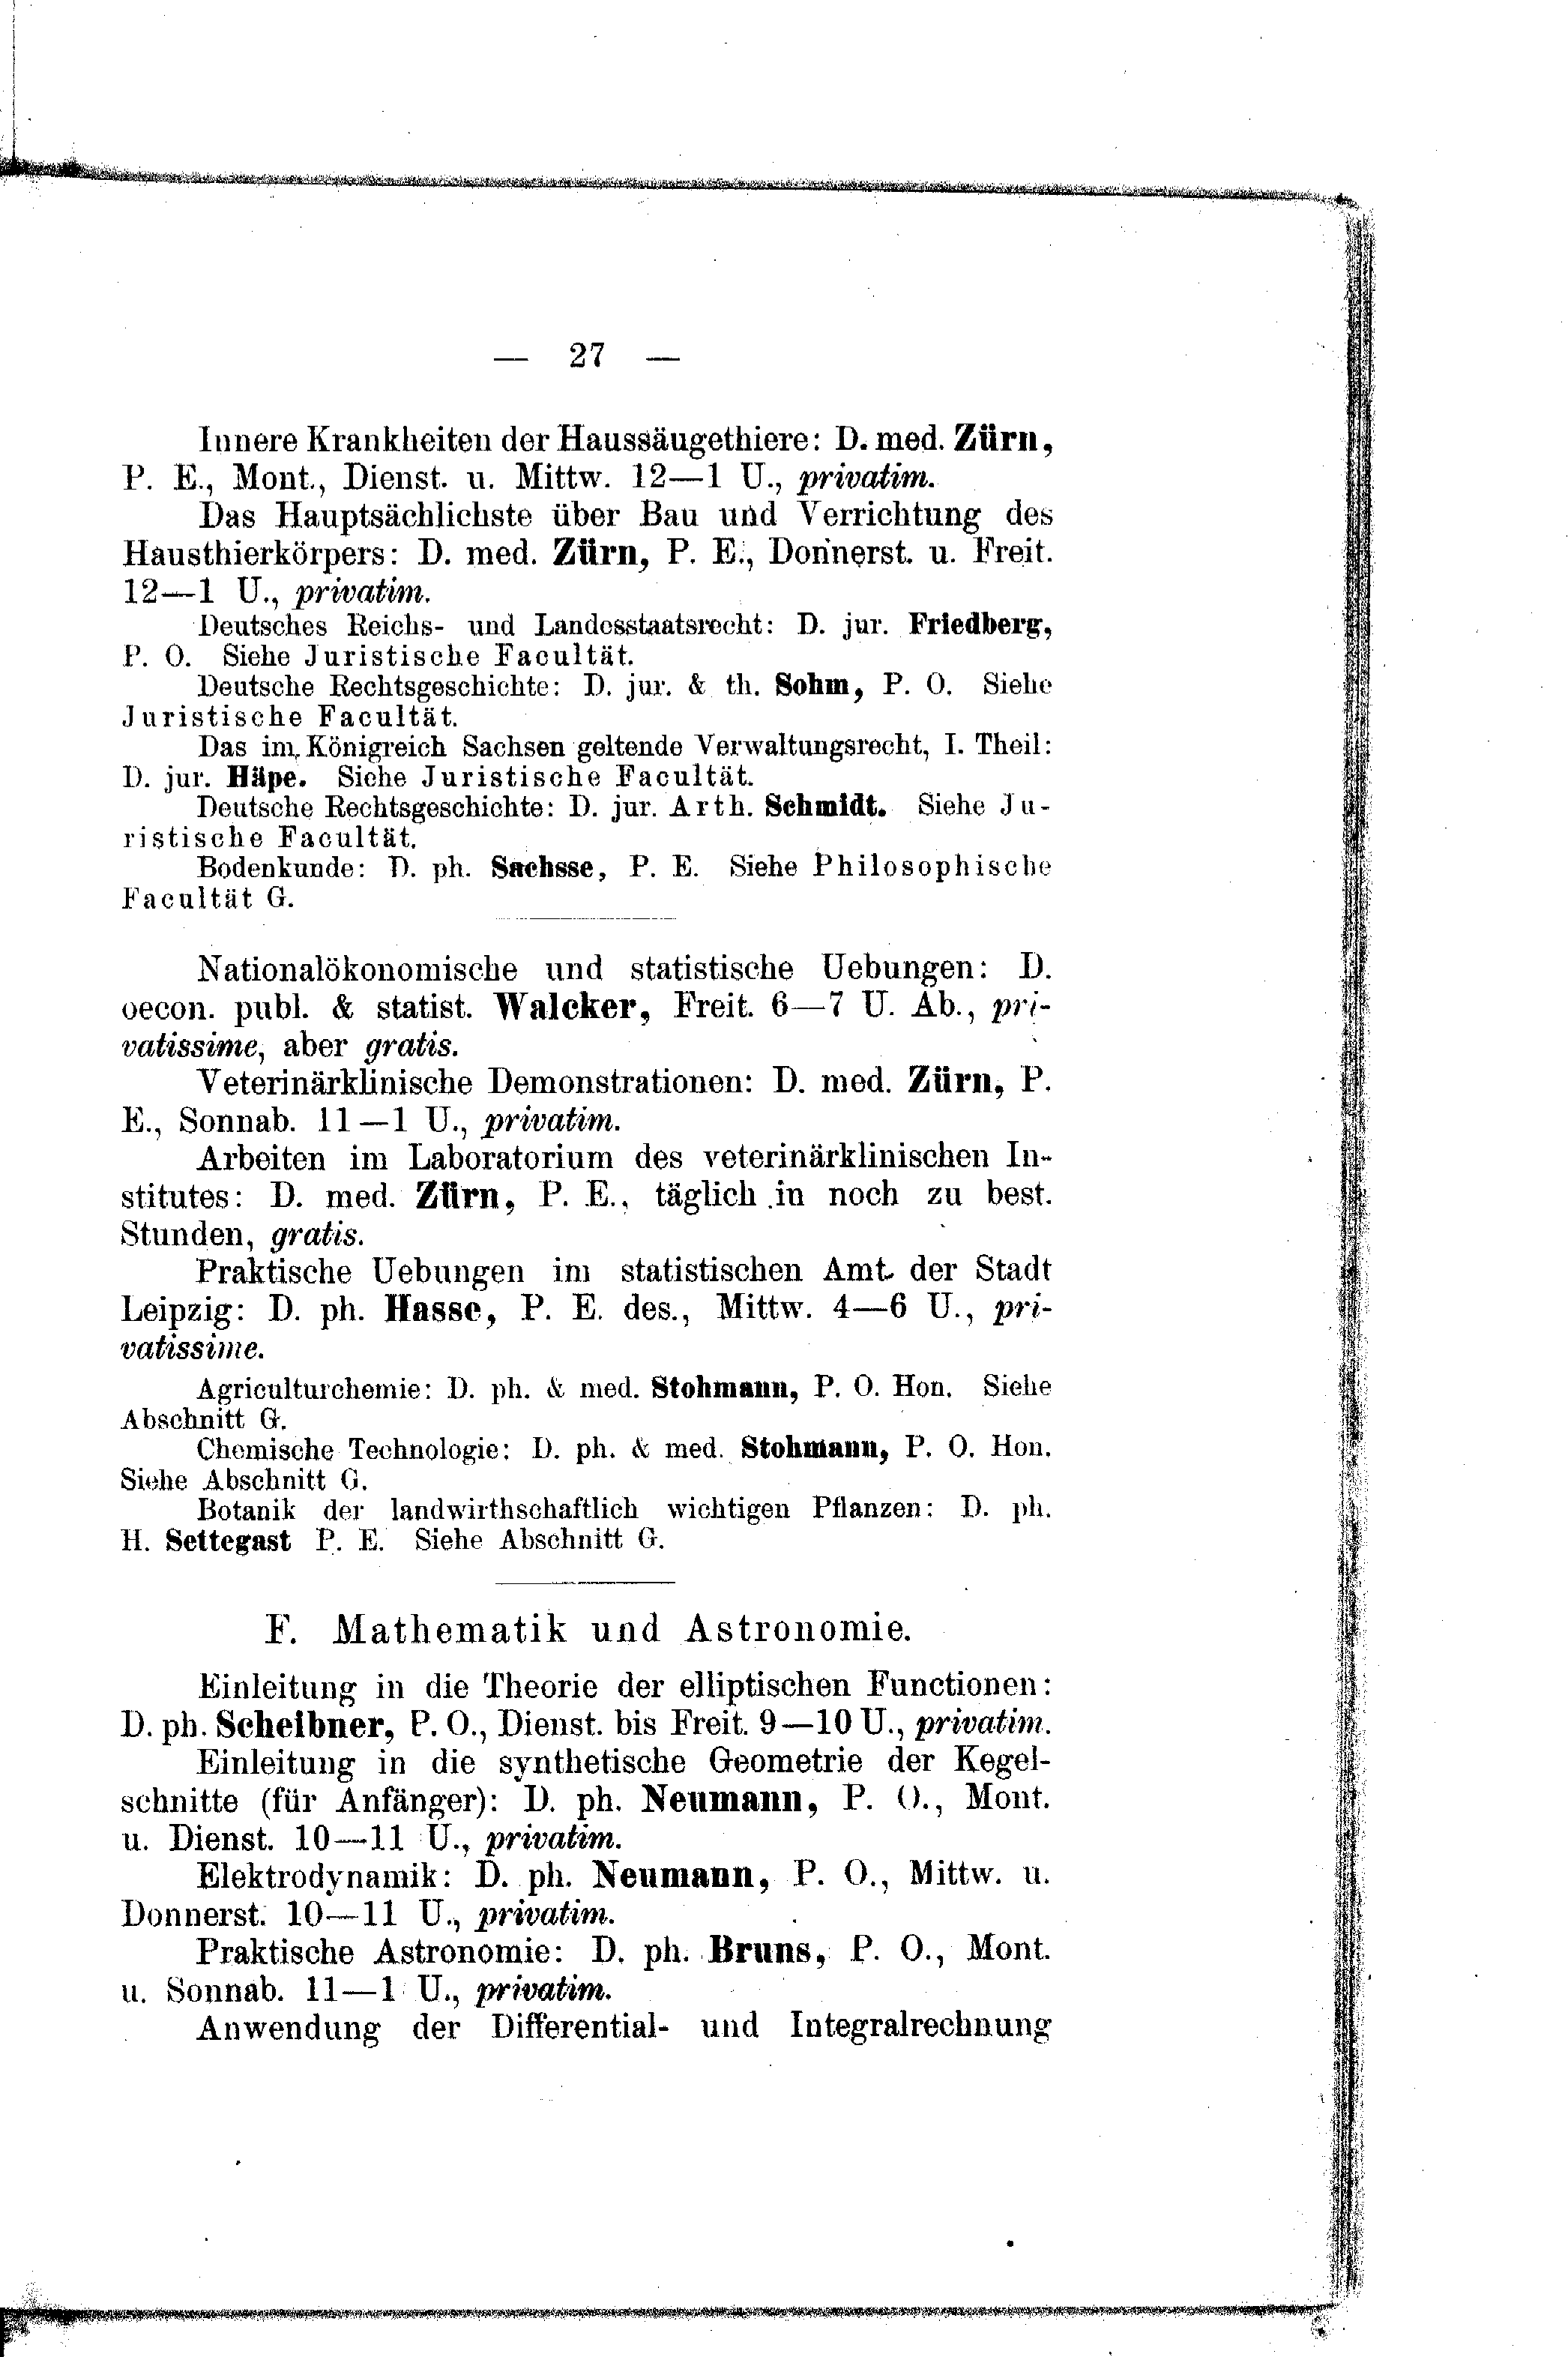 — 27 —
Innere Krankheiten der Haussäugethiere: D. med. Zürn,
P. E., Mont., Dienst. u. Mittw. 12—1 U., privatim.
Das Hauptsächlichste über Bau und Verrichtung des
Hausthierkörpers: D. med. Zürn, P. E., Donnerst. u. Freit.
12—1 U., privatim.
Deutsches Reichs- und Landesstaatsrecht: D. jur. Friedberg,
P. O. Siehe Juristische Facultät.
Deutsche Rechtsgeschichte: D. jur. & th. Sohm, P. O. Siehe
Juristische Facultät.
Das im Königreich Sachsen geltende Verwaltungsrecht, I. Theil:
D. jur. Häpe. Siehe Juristische Facultät.
Deutsche Rechtsgeschichte: D. jur. Arth. Schmidt. Siehe Ju-
ristische Facultät.
Bodenkunde: D. ph. Sachsse, P. E. Siehe Philosophische
Facultät G.
Nationalökonomische und statistische Uebungen: D.
oecon. publ. & statist. Walcker, Freit. 6—7 U. Ab., pri-
vatissime, aber gratis.
Veterinärklinische Demonstrationen: D. med. Zürn, P.
E., Sonnab. 11—1 U., privatim.
Arbeiten im Laboratorium des veterinärklinischen In-
stitutes: D. med. Zürn, P. E., täglich in noch zu best.
Stunden, gratis.
Praktische Uebungen im statistischen Amt der Stadt
Leipzig: D. ph. Hasse, P. E. des., Mittw. 4—6 U., pri-
vatissime.
Agriculturchemie: D. ph. & med. Stohmann, P. O. Hon. Siehe
Abschnitt G.
Chemische Technologie: D. ph. & med. Stohmann, P. O. Hon.
Siehe Abschnitt G.
Botanik der landwirthschaftlich wichtigen Pflanzen: D. ph.
H. Settegast P. E. Siehe Abschnitt G.
F. Mathematik und Astronomie.
Einleitung in die Theorie der elliptischen Functionen:
D. ph. Scheibner, P. O., Dienst. bis Freit. 9—10 U., privatim.
Einleitung in die synthetische Geometrie der Kegel-
schnitte (für Anfänger): D. ph. Neumann, P. O., Mont.
u. Dienst. 10—11 U., privatim.
Elektrodynamik: D. ph. Neumann, P. O., Mittw. u.
Donnerst. 10—11 U., privatim.
Praktische Astronomie: D. ph. Bruns, P. O., Mont.
u. Sonnab. 11—1 U., privatim.
Anwendung der Differential- und Integralrechnung